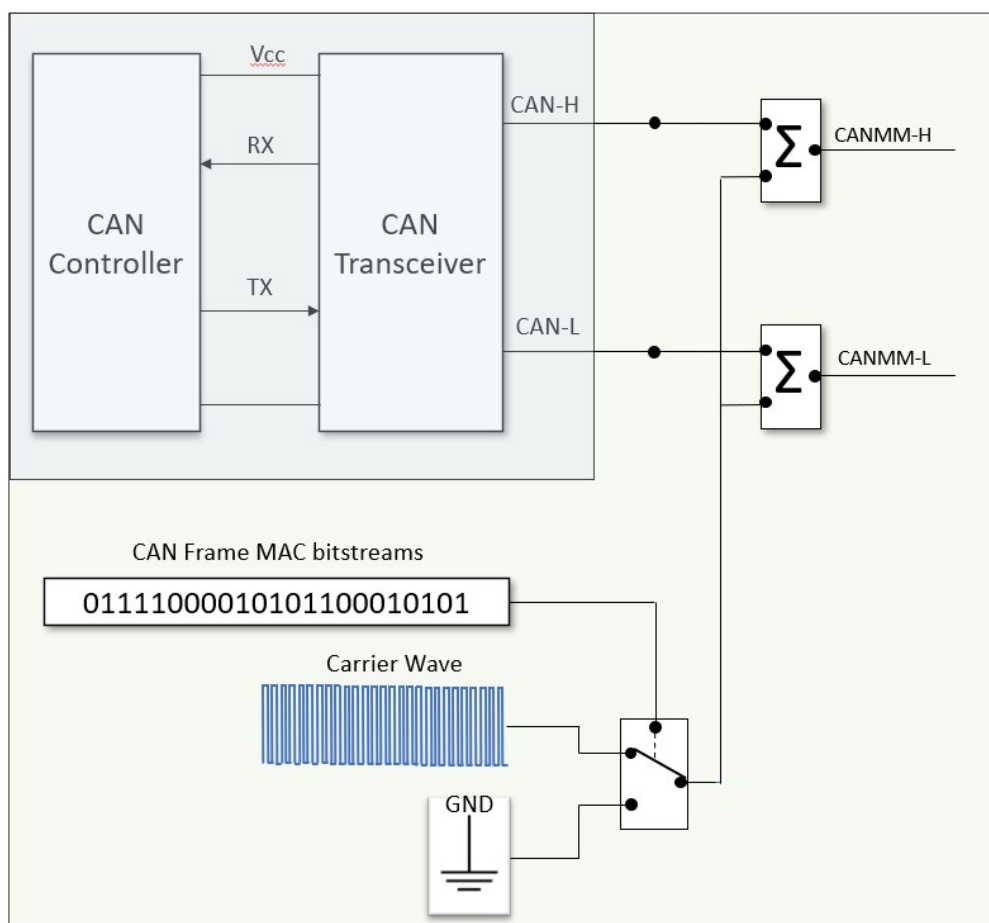 Vcc
CAN-H
CANMM-H
RX
Σ
CAN
Controller
CAN
Transceiver
TX
CAN-L
CANMM-L
Σ
CAN Frame MAC bitstreams
01111000010101100010101
Carrier Wave
GND